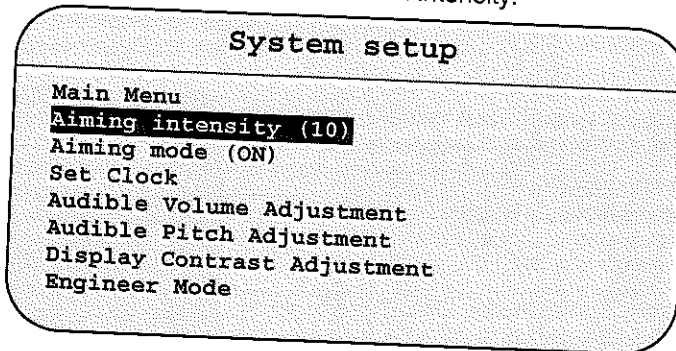 intensity.
System setup
Main Menu
Aiming intensity (10)
Aiming mode (ON)
Set Clock
Audible Volume Adjustment
Audible Pitch Adjustment
Display Contrast Adjustment
Engineer Mode